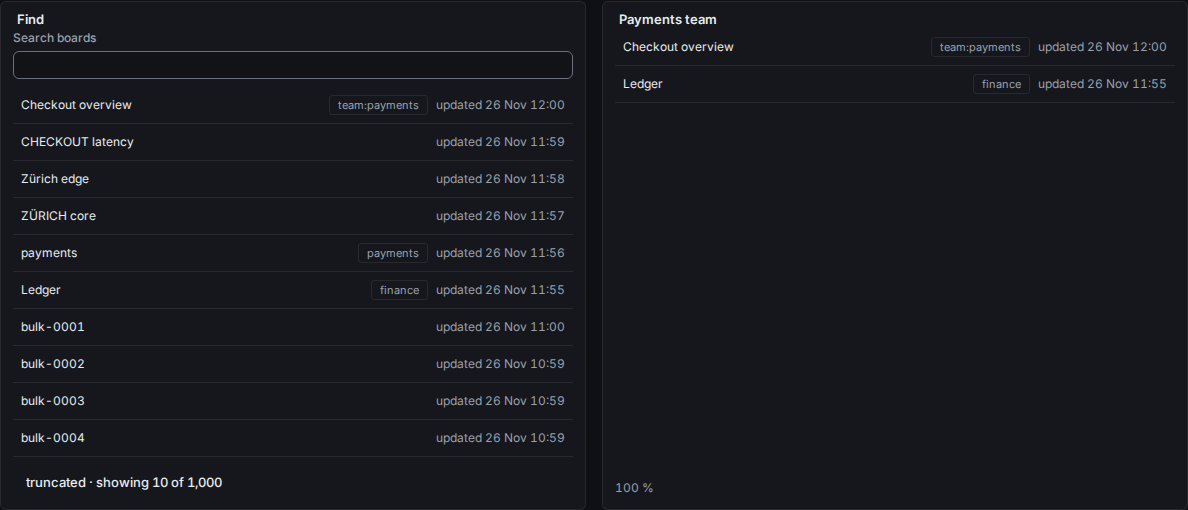 Find
Search boards
Checkout overview team:payments updated 26 Nov 12:00
CHECKOUT latency updated 26 Nov 11:59
Zürich edge updated 26 Nov 11:58
ZÜRICH core updated 26 Nov 11:57
payments payments updated 26 Nov 11:56
Ledger finance updated 26 Nov 11:55
bulk-0001 updated 26 Nov 11:00
bulk-0002 updated 26 Nov 10:59
bulk-0003 updated 26 Nov 10:59
bulk-0004 updated 26 Nov 10:59
truncated · showing 10 of 1,000
Payments team
Checkout overview team:payments updated 26 Nov 12:00
Ledger finance updated 26 Nov 11:55
100 %